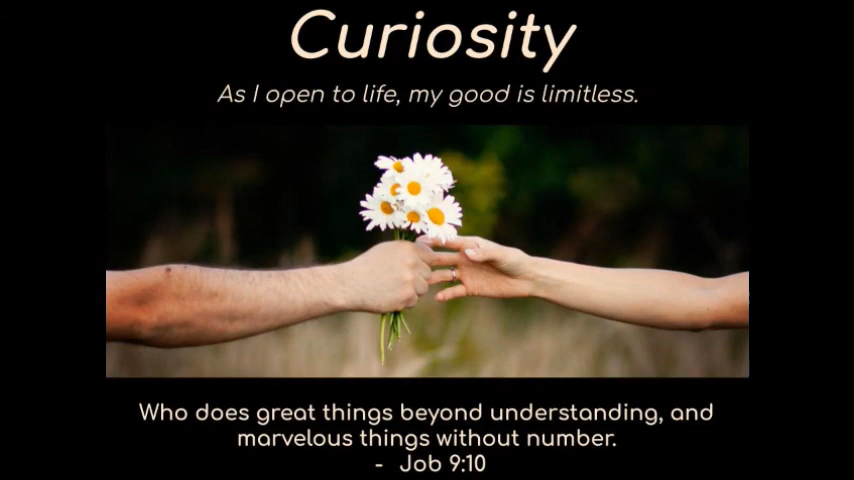 Curiosity
As I open to life, my good is limitless.
Who does great things beyond understanding, and
marvelous things without number.
- Job 9:10